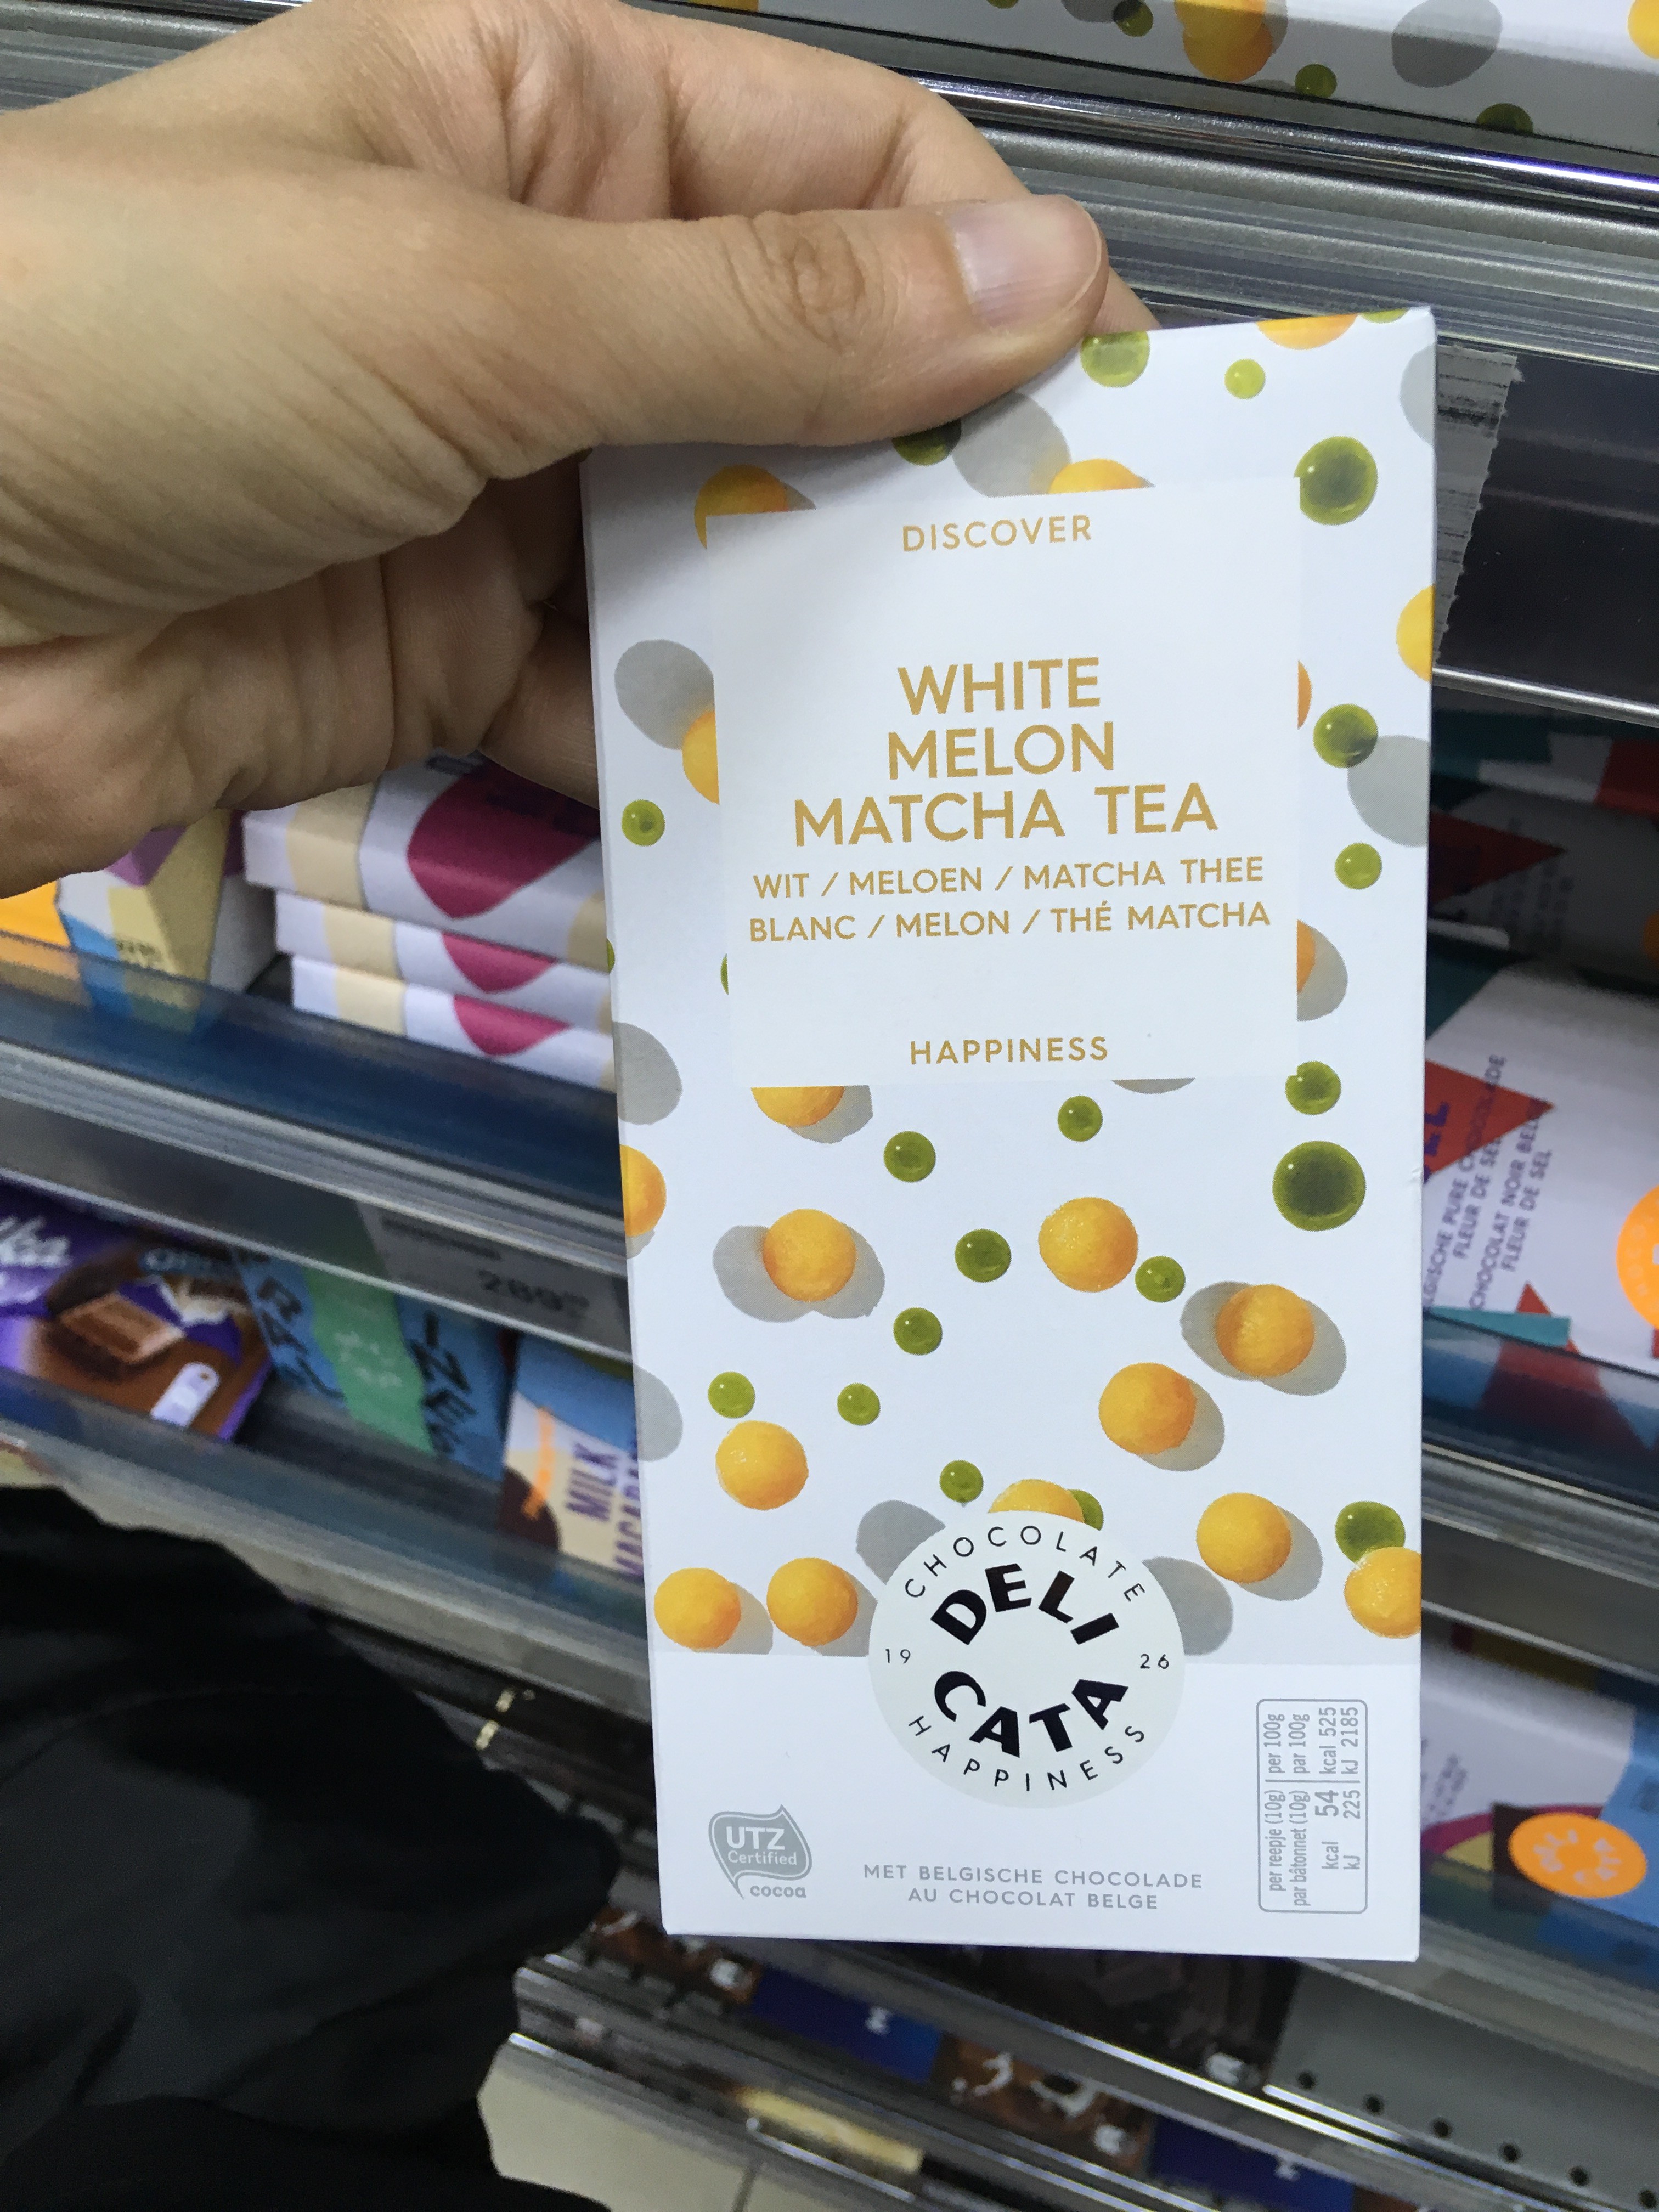 DISCOVER
WHITE
MELON
MATCHA TEA
WIT / MELOEN / MATCHA THEE
BLANC / MELON / THÉ MATCHA
HAPPINESS
CHOCOLATE
DELI
19 26
CATA
HAPPINESS
UTZ
Certified
cocoa
MET BELGISCHE CHOCOLADE
AU CHOCOLAT BELGE
per reepje (10g) | per 100g
par bâtonnet (10g) | par 100g
kcal 54 | kcal 525
kJ 225 | kJ 2185
PURE CHOCOLADE
FLEUR DE SEL
CHOCOLAT NOIR BELGE
FLEUR DE SEL
MILK